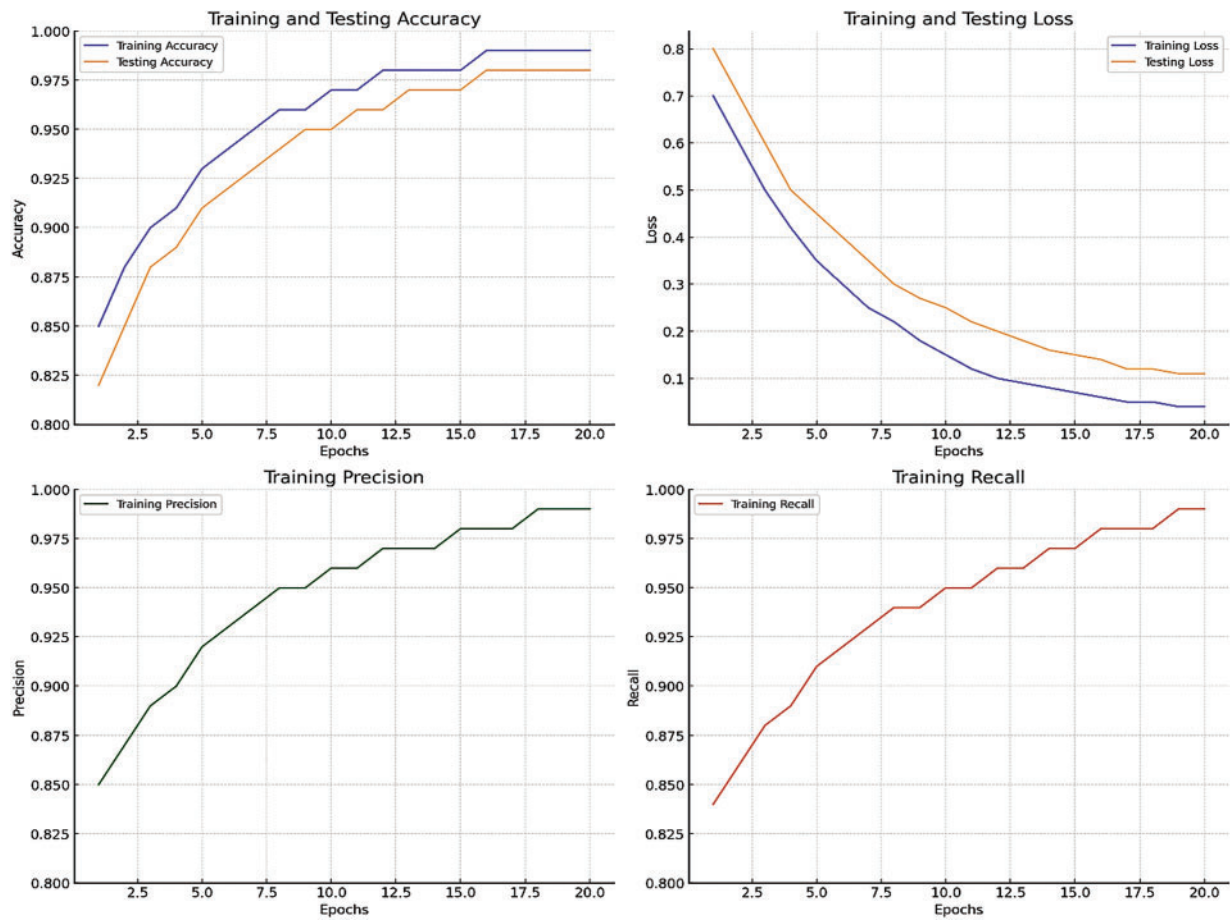 Training and Testing Accuracy
1.000
0.975
0.950
0.925
0.900
0.875
0.850
0.825
0.800
Accuracy
Training Accuracy
Testing Accuracy
2.5 5.0 7.5 10.0 12.5 15.0 17.5 20.0
Epochs
Training and Testing Loss
0.8
0.7
0.6
0.5
0.4
0.3
0.2
0.1
Loss
Training Loss
Testing Loss
2.5 5.0 7.5 10.0 12.5 15.0 17.5 20.0
Epochs
Training Precision
1.000
0.975
0.950
0.925
0.900
0.875
0.850
0.825
0.800
Precision
Training Precision
2.5 5.0 7.5 10.0 12.5 15.0 17.5 20.0
Epochs
Training Recall
1.000
0.975
0.950
0.925
0.900
0.875
0.850
0.825
0.800
Recall
Training Recall
2.5 5.0 7.5 10.0 12.5 15.0 17.5 20.0
Epochs